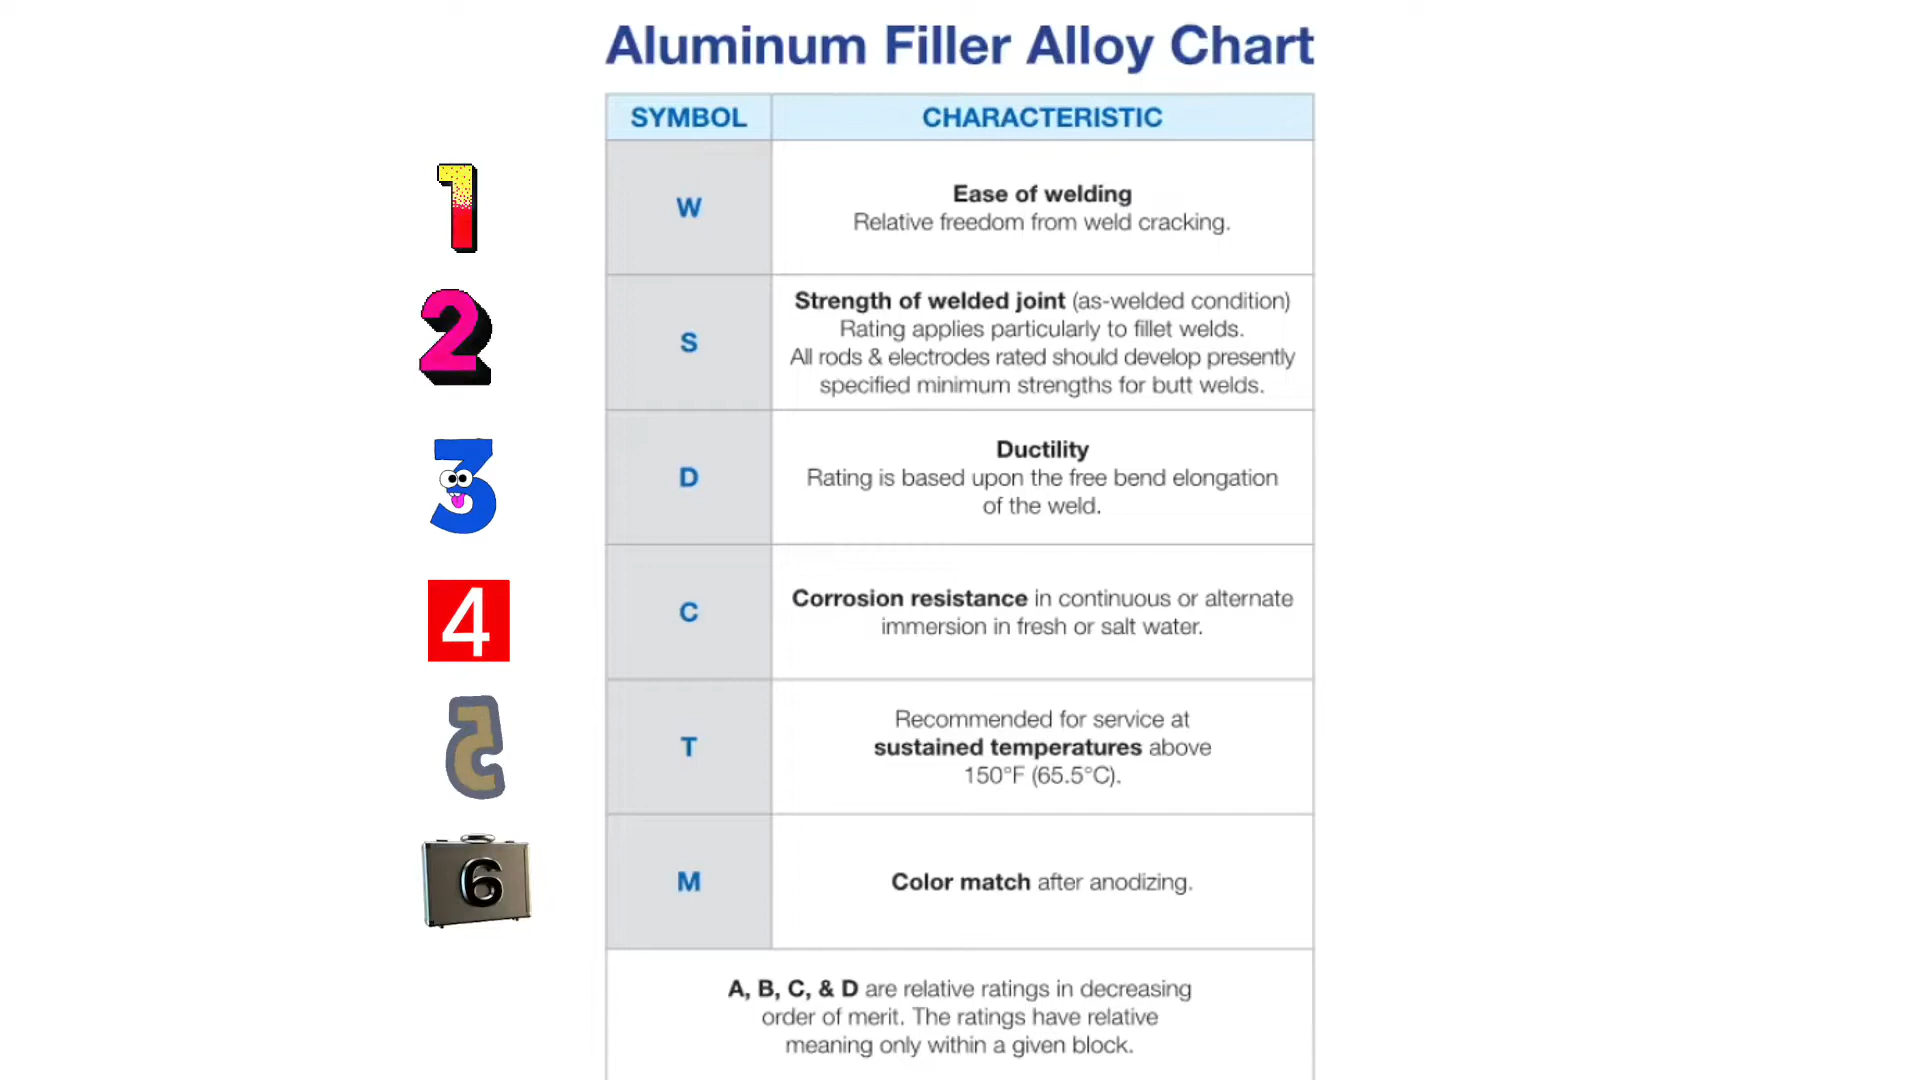 Aluminum Filler Alloy Chart
SYMBOL CHARACTERISTIC
1
W
Ease of welding
Relative freedom from weld cracking.
2
S
Strength of welded joint (as-welded condition)
Rating applies particularly to fillet welds.
All rods & electrodes rated should develop presently
specified minimum strengths for butt welds.
3
D
Ductility
Rating is based upon the free bend elongation
of the weld.
4
C
Corrosion resistance in continuous or alternate
immersion in fresh or salt water.
5
T
Recommended for service at
sustained temperatures above
150°F (65.5°C).
6
M
Color match after anodizing.
A, B, C, & D are relative ratings in decreasing
order of merit. The ratings have relative
meaning only within a given block.